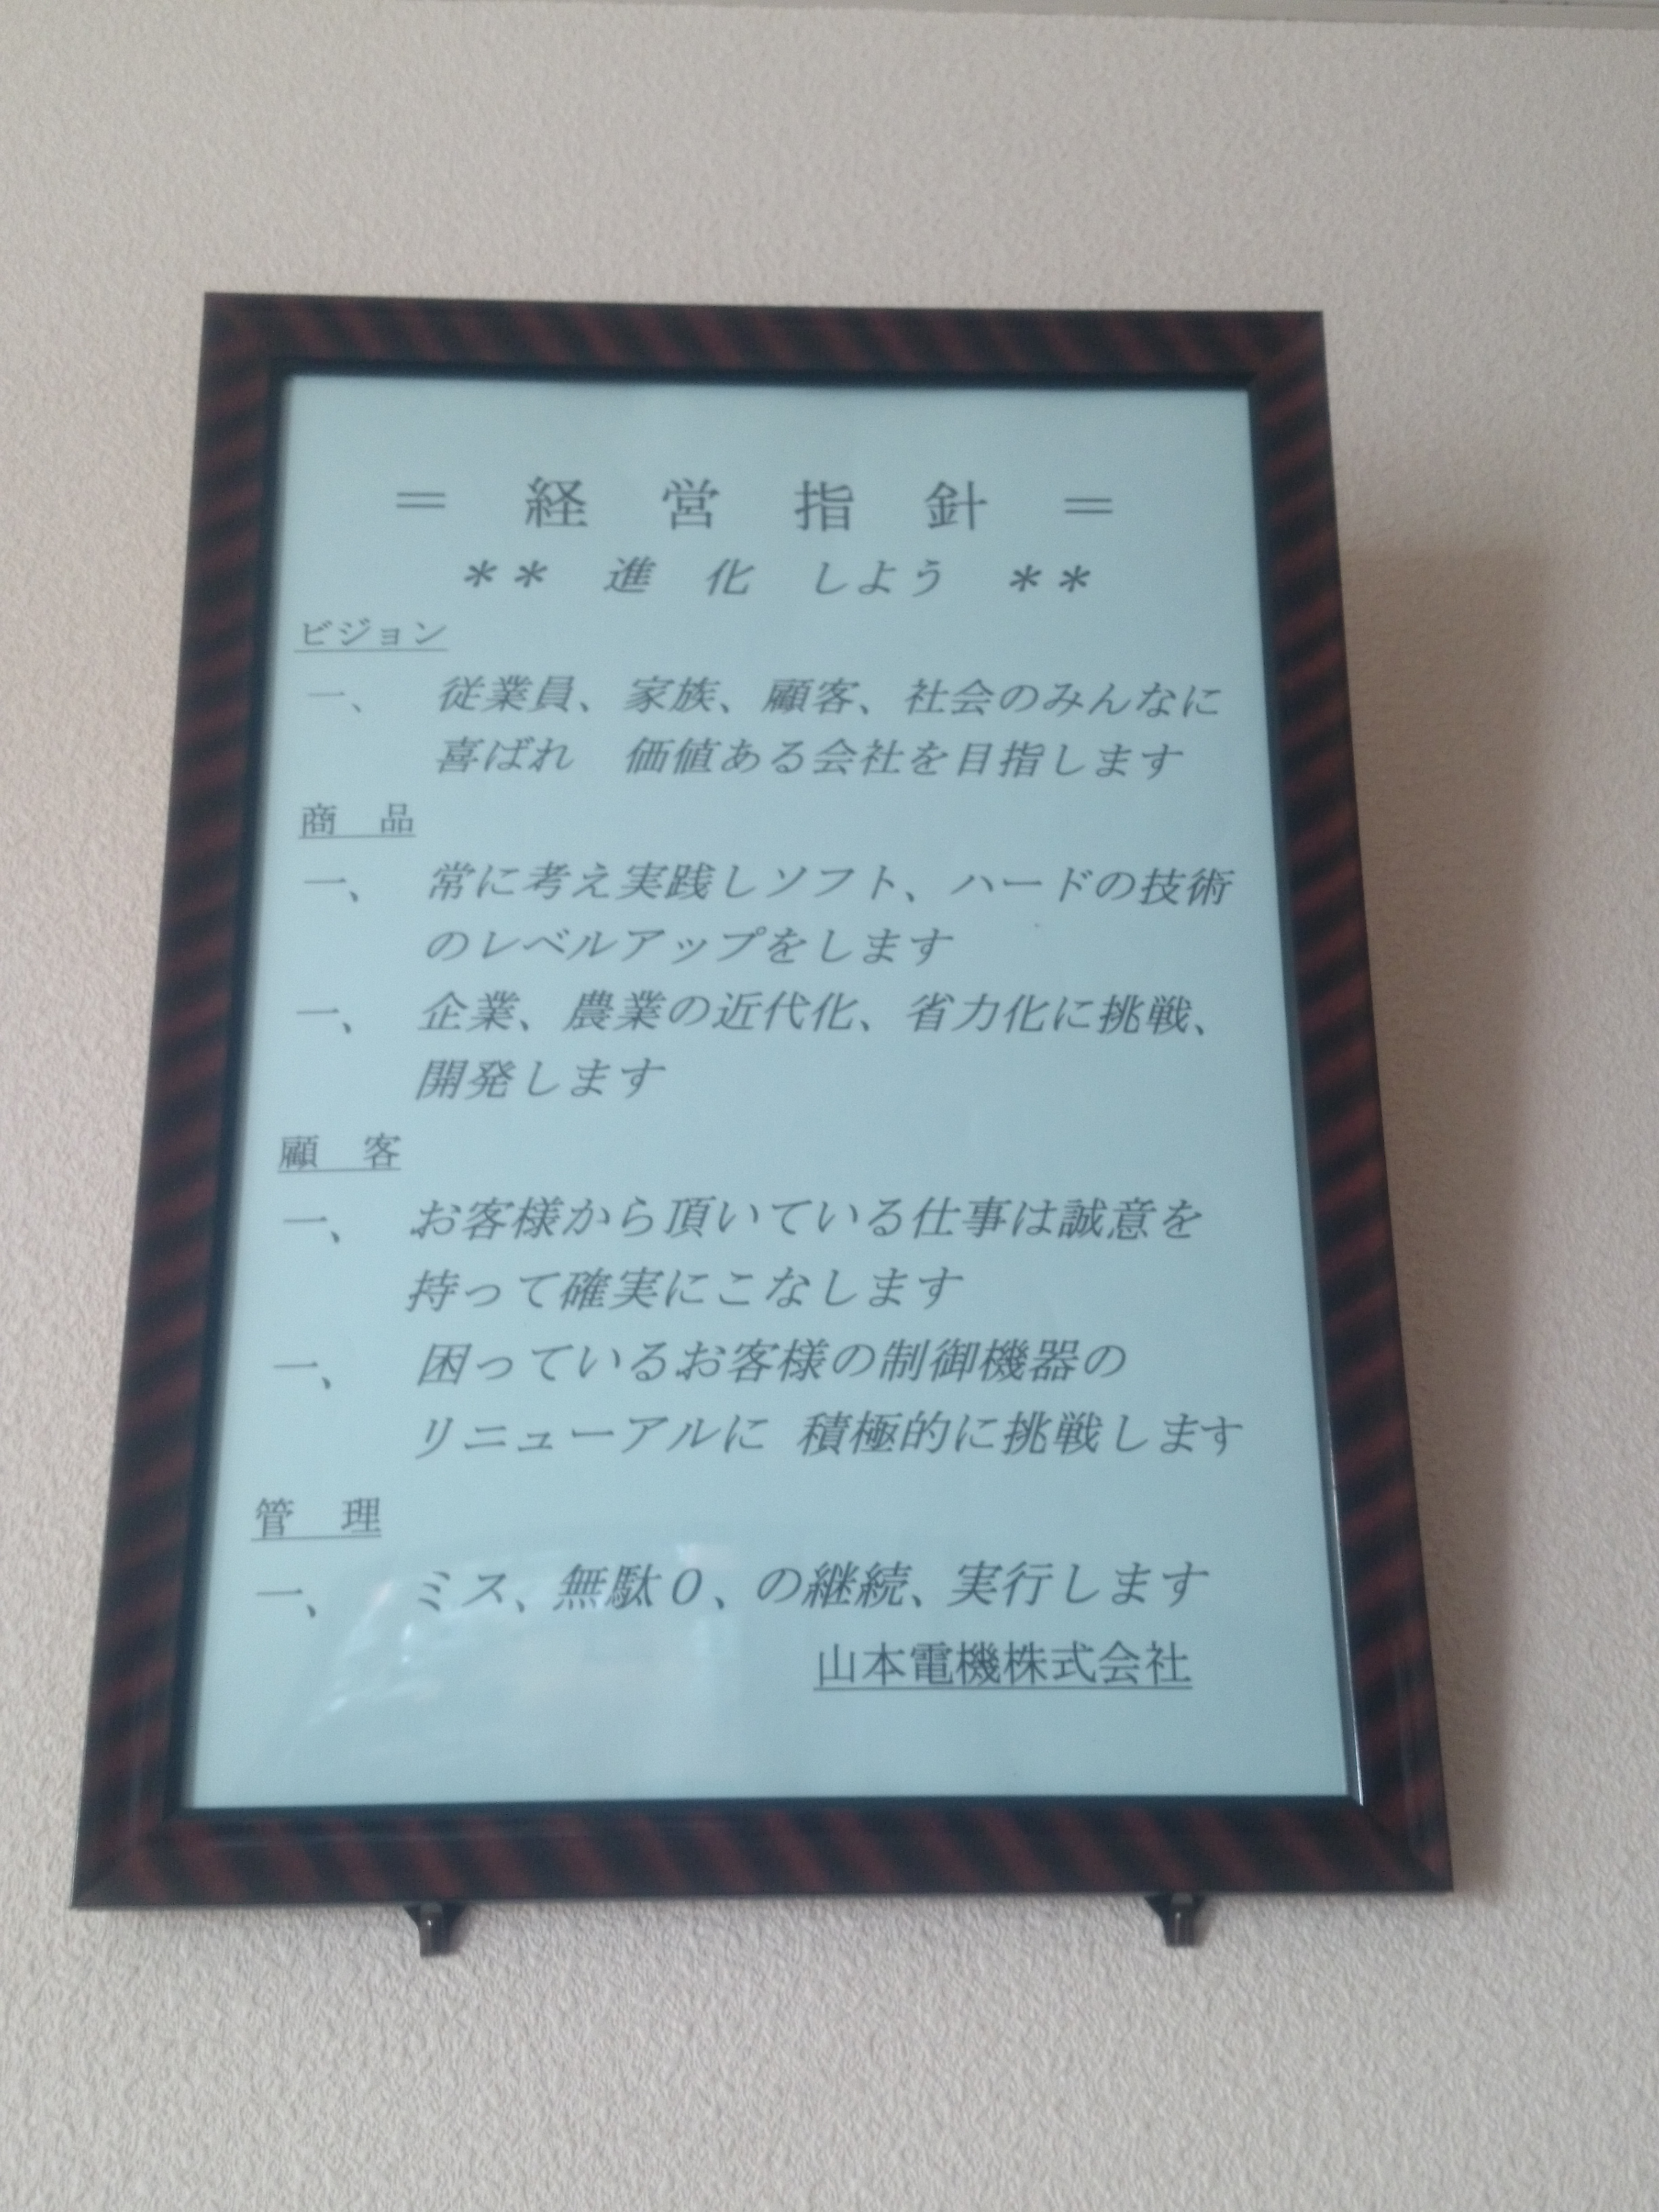 ＝　経　営　指　針　＝
＊＊　進　化　しよう　＊＊
ビジョン
一、　従業員、家族、顧客、社会のみんなに
喜ばれ　価値ある会社を目指します
商　品
一、　常に考え実践しソフト、ハードの技術
のレベルアップをします
一、　企業、農業の近代化、省力化に挑戦、
開発します
顧　客
一、　お客様から頂いている仕事は誠意を
持って確実にこなします
一、　困っているお客様の制御機器の
リニューアルに 積極的に挑戦します
管　理
一、　ミス、無駄０、の継続、実行します
山本電機株式会社